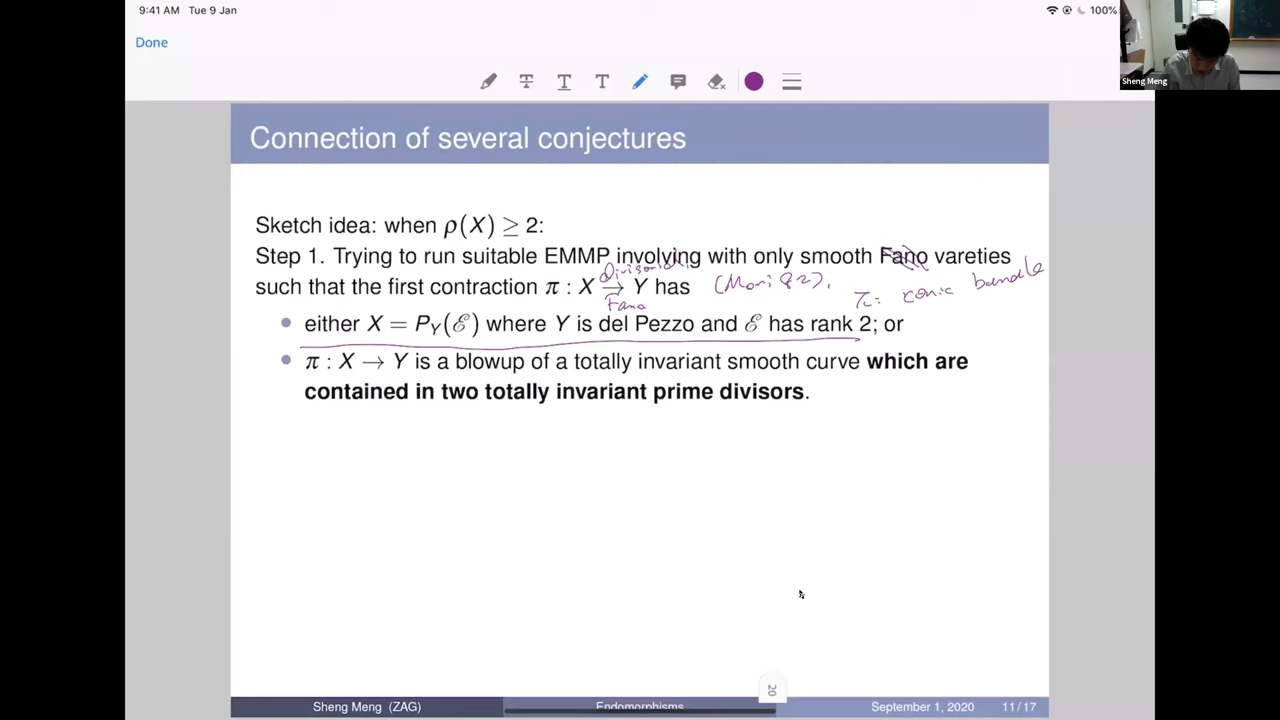 9:41 AM Tue 9 Jan
100%
Done
Sheng Meng
Connection of several conjectures
Sketch idea: when ρ(X) ≥ 2:
Step 1. Trying to run suitable EMMP involving with only smooth Fano vareties
divisorial
such that the first contraction π : X → Y has (Mori 82). π: conic bundle
Fano
either X = P_Y(ℰ) where Y is del Pezzo and ℰ has rank 2; or
π : X → Y is a blowup of a totally invariant smooth curve which are
contained in two totally invariant prime divisors.
20
Sheng Meng (ZAG) Endomorphisms September 1, 2020 11 / 17